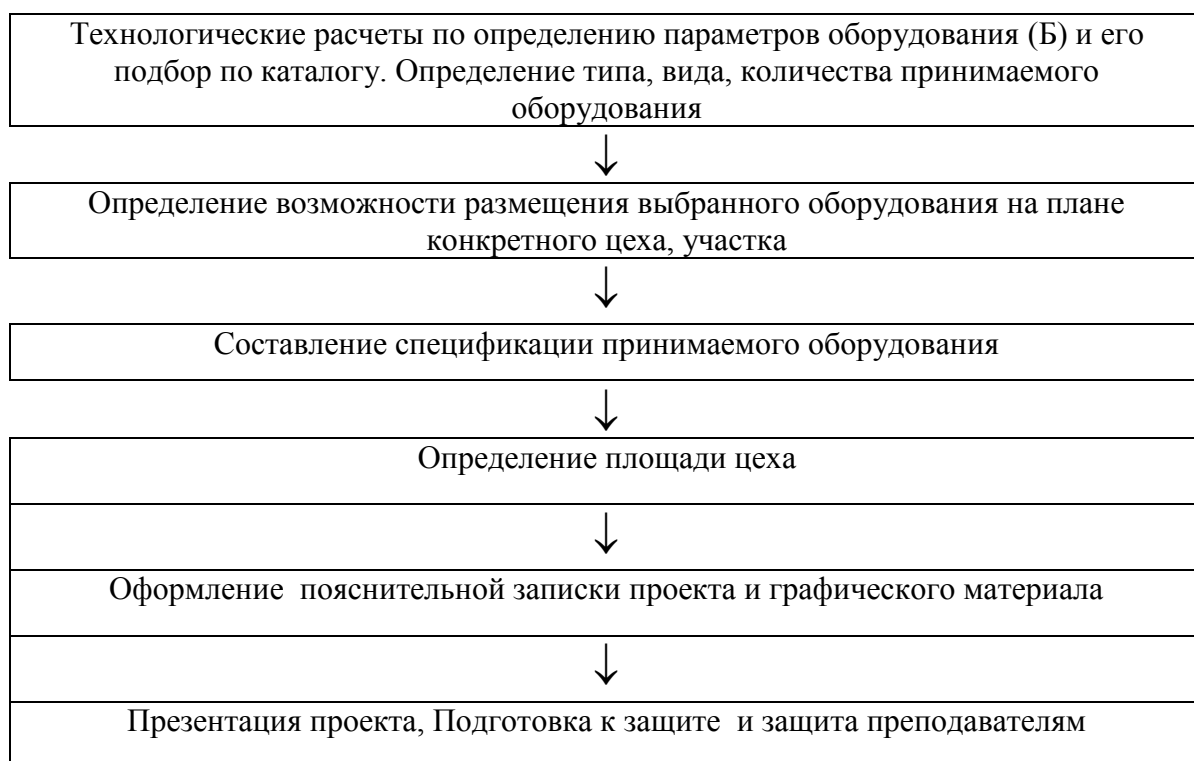 Технологические расчеты по определению параметров оборудования (Б) и его
подбор по каталогу. Определение типа, вида, количества принимаемого
оборудования
↓
Определение возможности размещения выбранного оборудования на плане
конкретного цеха, участка
↓
Составление спецификации принимаемого оборудования
↓
Определение площади цеха
↓
Оформление пояснительной записки проекта и графического материала
↓
Презентация проекта, Подготовка к защите и защита преподавателям